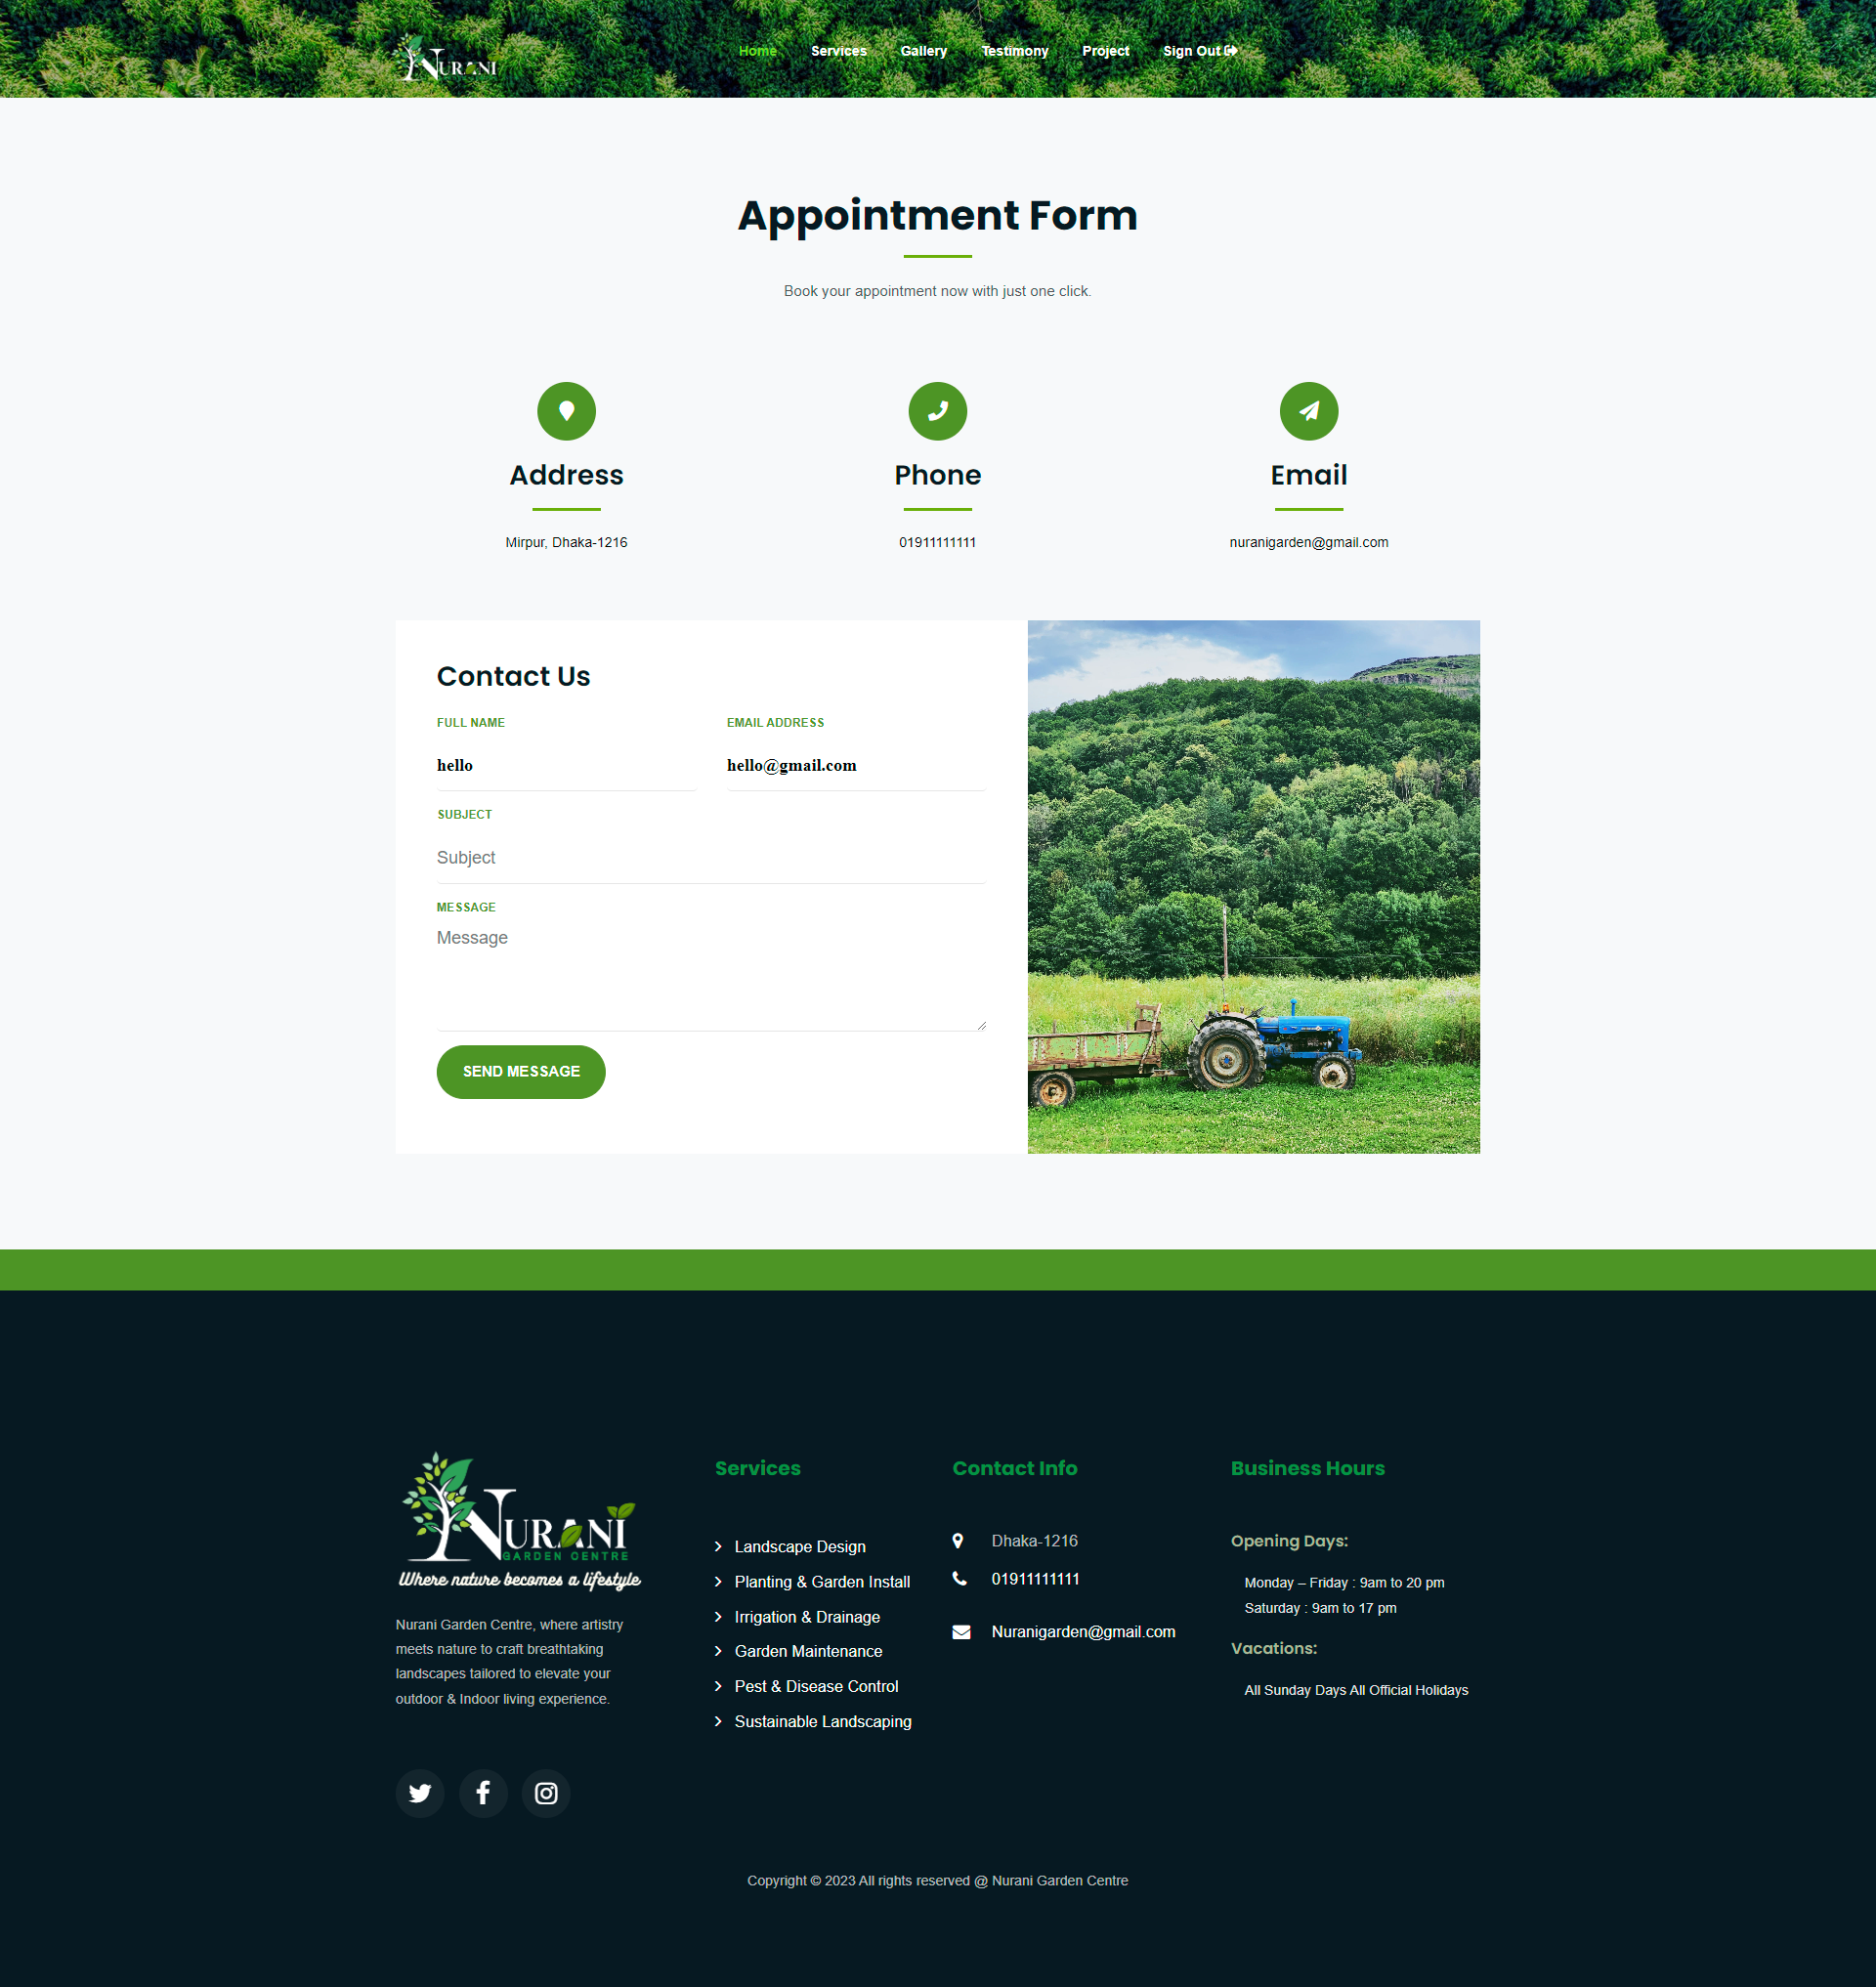 NURANI
Home Services Gallery Testimony Project Sign Out
Appointment Form
Book your appointment now with just one click.
Address
Mirpur, Dhaka-1216
Phone
01911111111
Email
nuranigarden@gmail.com
Contact Us
FULL NAME
hello
EMAIL ADDRESS
hello@gmail.com
SUBJECT
Subject
MESSAGE
Message
SEND MESSAGE
NURANI
GARDEN CENTRE
Where nature becomes a lifestyle
Nurani Garden Centre, where artistry
meets nature to craft breathtaking
landscapes tailored to elevate your
outdoor & Indoor living experience.
Services
Landscape Design
Planting & Garden Install
Irrigation & Drainage
Garden Maintenance
Pest & Disease Control
Sustainable Landscaping
Contact Info
Dhaka-1216
01911111111
Nuranigarden@gmail.com
Business Hours
Opening Days:
Monday – Friday : 9am to 20 pm
Saturday : 9am to 17 pm
Vacations:
All Sunday Days All Official Holidays
Copyright © 2023 All rights reserved @ Nurani Garden Centre